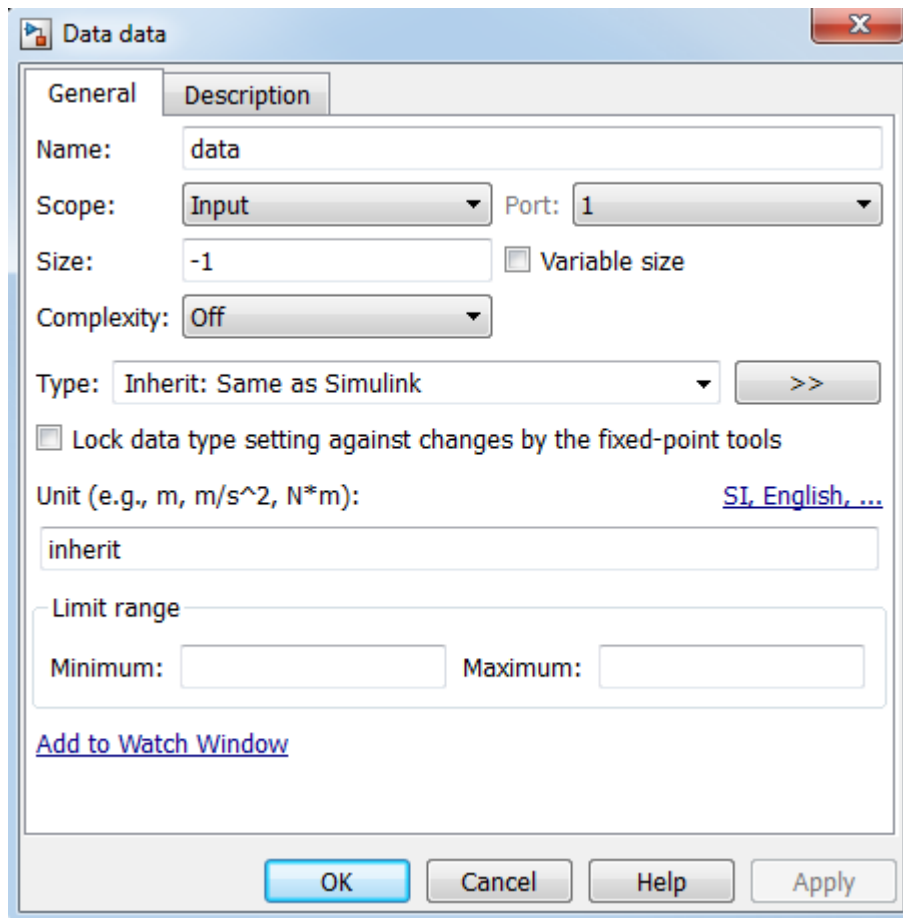 Data data
General Description
Name: data
Scope: Input Port: 1
Size: -1 Variable size
Complexity: Off
Type: Inherit: Same as Simulink >>
Lock data type setting against changes by the fixed-point tools
Unit (e.g., m, m/s^2, N*m): SI, English, ...
inherit
Limit range
Minimum: Maximum:
Add to Watch Window
OK Cancel Help Apply